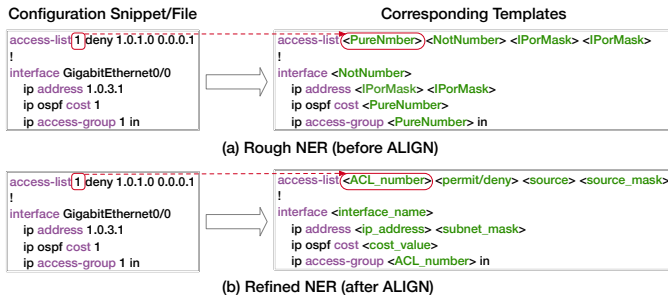 Configuration Snippet/File
Corresponding Templates
access-list 1 deny 1.0.1.0 0.0.0.1
!
interface GigabitEthernet0/0
ip address 1.0.3.1
ip ospf cost 1
ip access-group 1 in
access-list <PureNmber> <NotNumber> <IPorMask> <IPorMask>
!
interface <NotNumber>
ip address <IPorMask> <IPorMask>
ip ospf cost <PureNumber>
ip access-group <PureNumber> in
(a) Rough NER (before ALIGN)
access-list 1 deny 1.0.1.0 0.0.0.1
!
interface GigabitEthernet0/0
ip address 1.0.3.1
ip ospf cost 1
ip access-group 1 in
access-list <ACL_number> <permit/deny> <source> <source_mask>
!
interface <interface_name>
ip address <ip_address> <subnet_mask>
ip ospf cost <cost_value>
ip access-group <ACL_number> in
(b) Refined NER (after ALIGN)